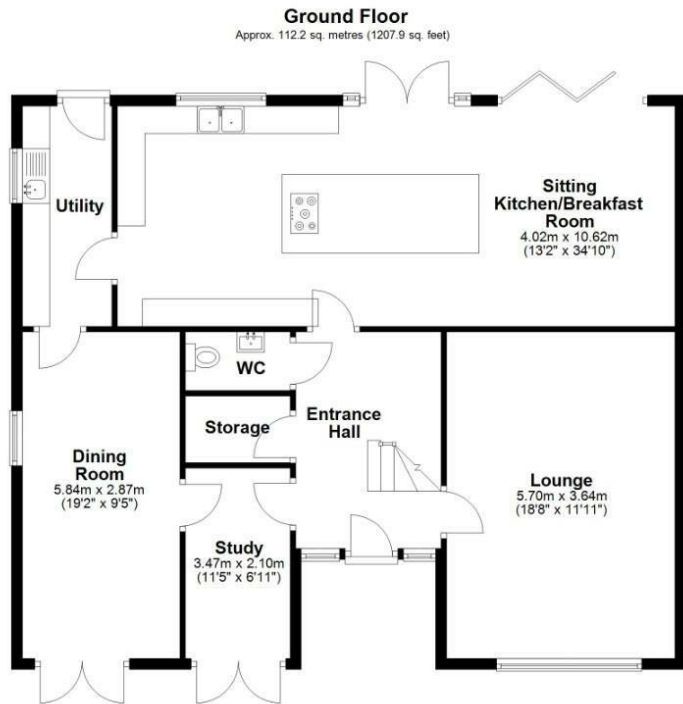 Ground Floor
Approx. 112.2 sq. metres (1207.9 sq. feet)
Utility
Sitting
Kitchen/Breakfast
Room
4.02m x 10.62m
(13'2" x 34'10")
WC
Storage
Entrance
Hall
Dining
Room
5.84m x 2.87m
(19'2" x 9'5")
Study
3.47m x 2.10m
(11'5" x 6'11")
Lounge
5.70m x 3.64m
(18'8" x 11'11")